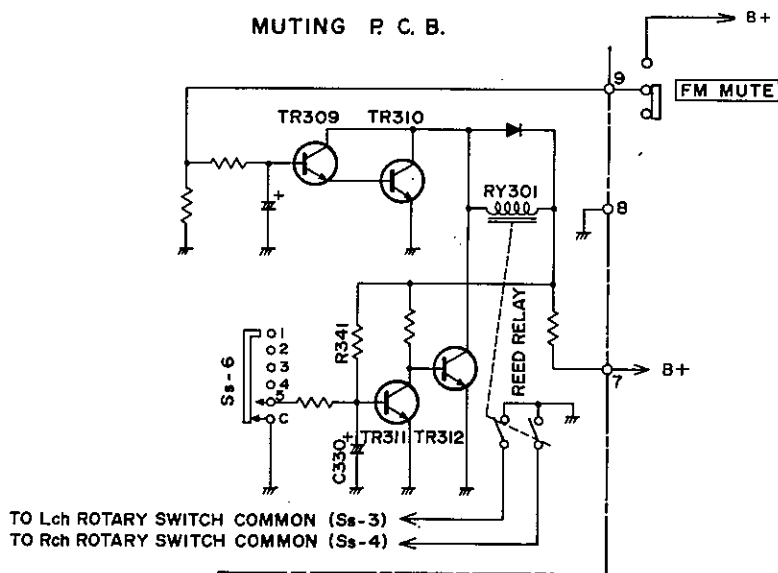 MUTING P. C. B.
B+
9
FM MUTE
TR309 TR310
+
RY301
8
R341
REED RELAY
Ss-6
1
2
3
4
5
C
7
B+
+
TR311 TR312
C330
TO Lch ROTARY SWITCH COMMON (Ss-3)
TO Rch ROTARY SWITCH COMMON (Ss-4)